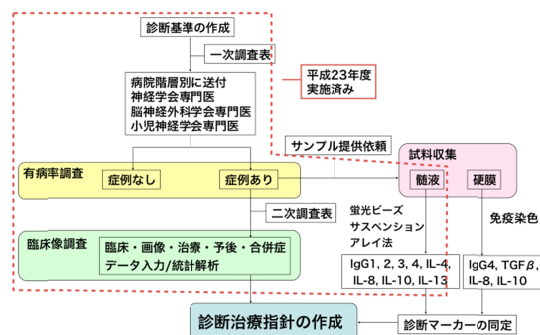 診断基準の作成
一次調査表
病院階層別に送付
神経学会専門医
脳神経外科学会専門医
小児神経学会専門医
平成23年度
実施済み
サンプル提供依頼
試料収集
有病率調査
症例なし
症例あり
髄液
硬膜
二次調査表
蛍光ビーズ
サスペンション
アレイ法
免疫染色
臨床像調査
臨床・画像・治療・予後・合併症
データ入力/統計解析
IgG1, 2, 3, 4, IL-4,
IL-8, IL-10, IL-13
IgG4, TGFβ,
IL-8, IL-10
診断治療指針の作成
診断マーカーの同定